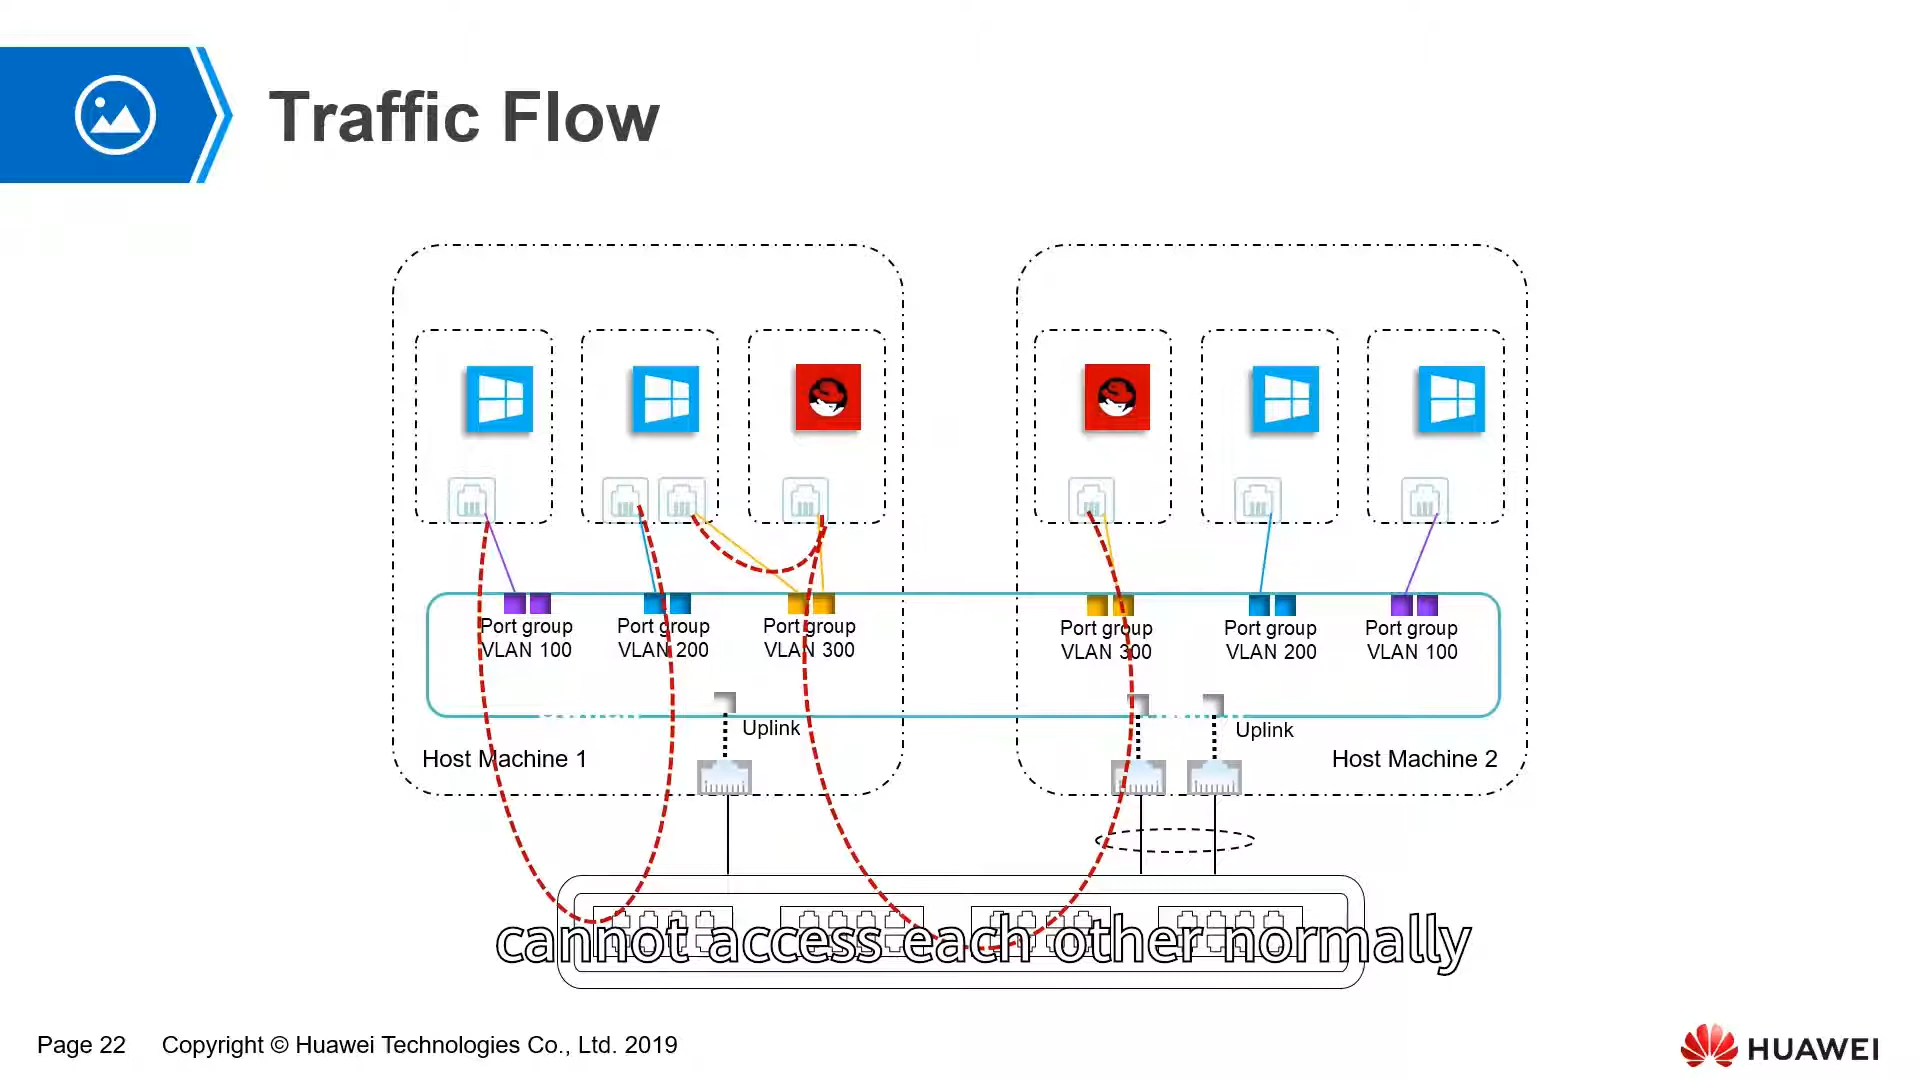 Traffic Flow
Port group
VLAN 100
Port group
VLAN 200
Port group
VLAN 300
Port group
VLAN 300
Port group
VLAN 200
Port group
VLAN 100
Uplink
Uplink
Host Machine 1
Host Machine 2
cannot access each other normally
Page 22
Copyright © Huawei Technologies Co., Ltd. 2019
HUAWEI